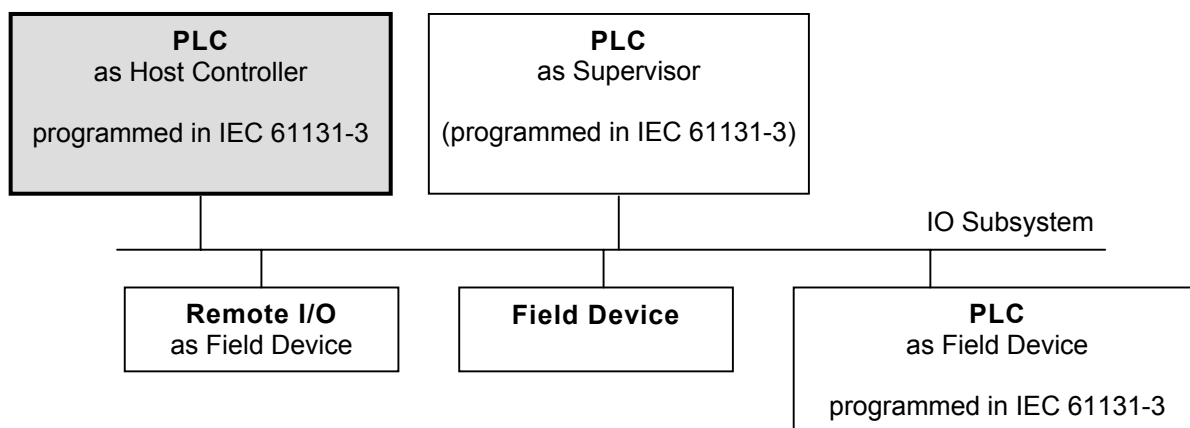 PLC
as Host Controller
programmed in IEC 61131-3
PLC
as Supervisor
(programmed in IEC 61131-3)
IO Subsystem
Remote I/O
as Field Device
Field Device
PLC
as Field Device
programmed in IEC 61131-3